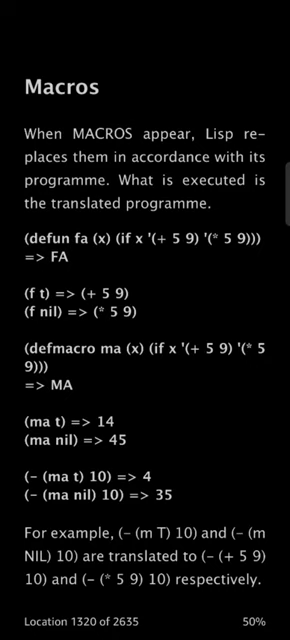 Macros
When MACROS appear, Lisp re-
places them in accordance with its
programme. What is executed is
the translated programme.
(defun fa (x) (if x '(+ 5 9) '(* 5 9)))
=> FA
(f t) => (+ 5 9)
(f nil) => (* 5 9)
(defmacro ma (x) (if x '(+ 5 9) '(* 5
9)))
=> MA
(ma t) => 14
(ma nil) => 45
(– (ma t) 10) => 4
(– (ma nil) 10) => 35
For example, (– (m T) 10) and (– (m
NIL) 10) are translated to (– (+ 5 9)
10) and (– (* 5 9) 10) respectively.
Location 1320 of 2635 50%